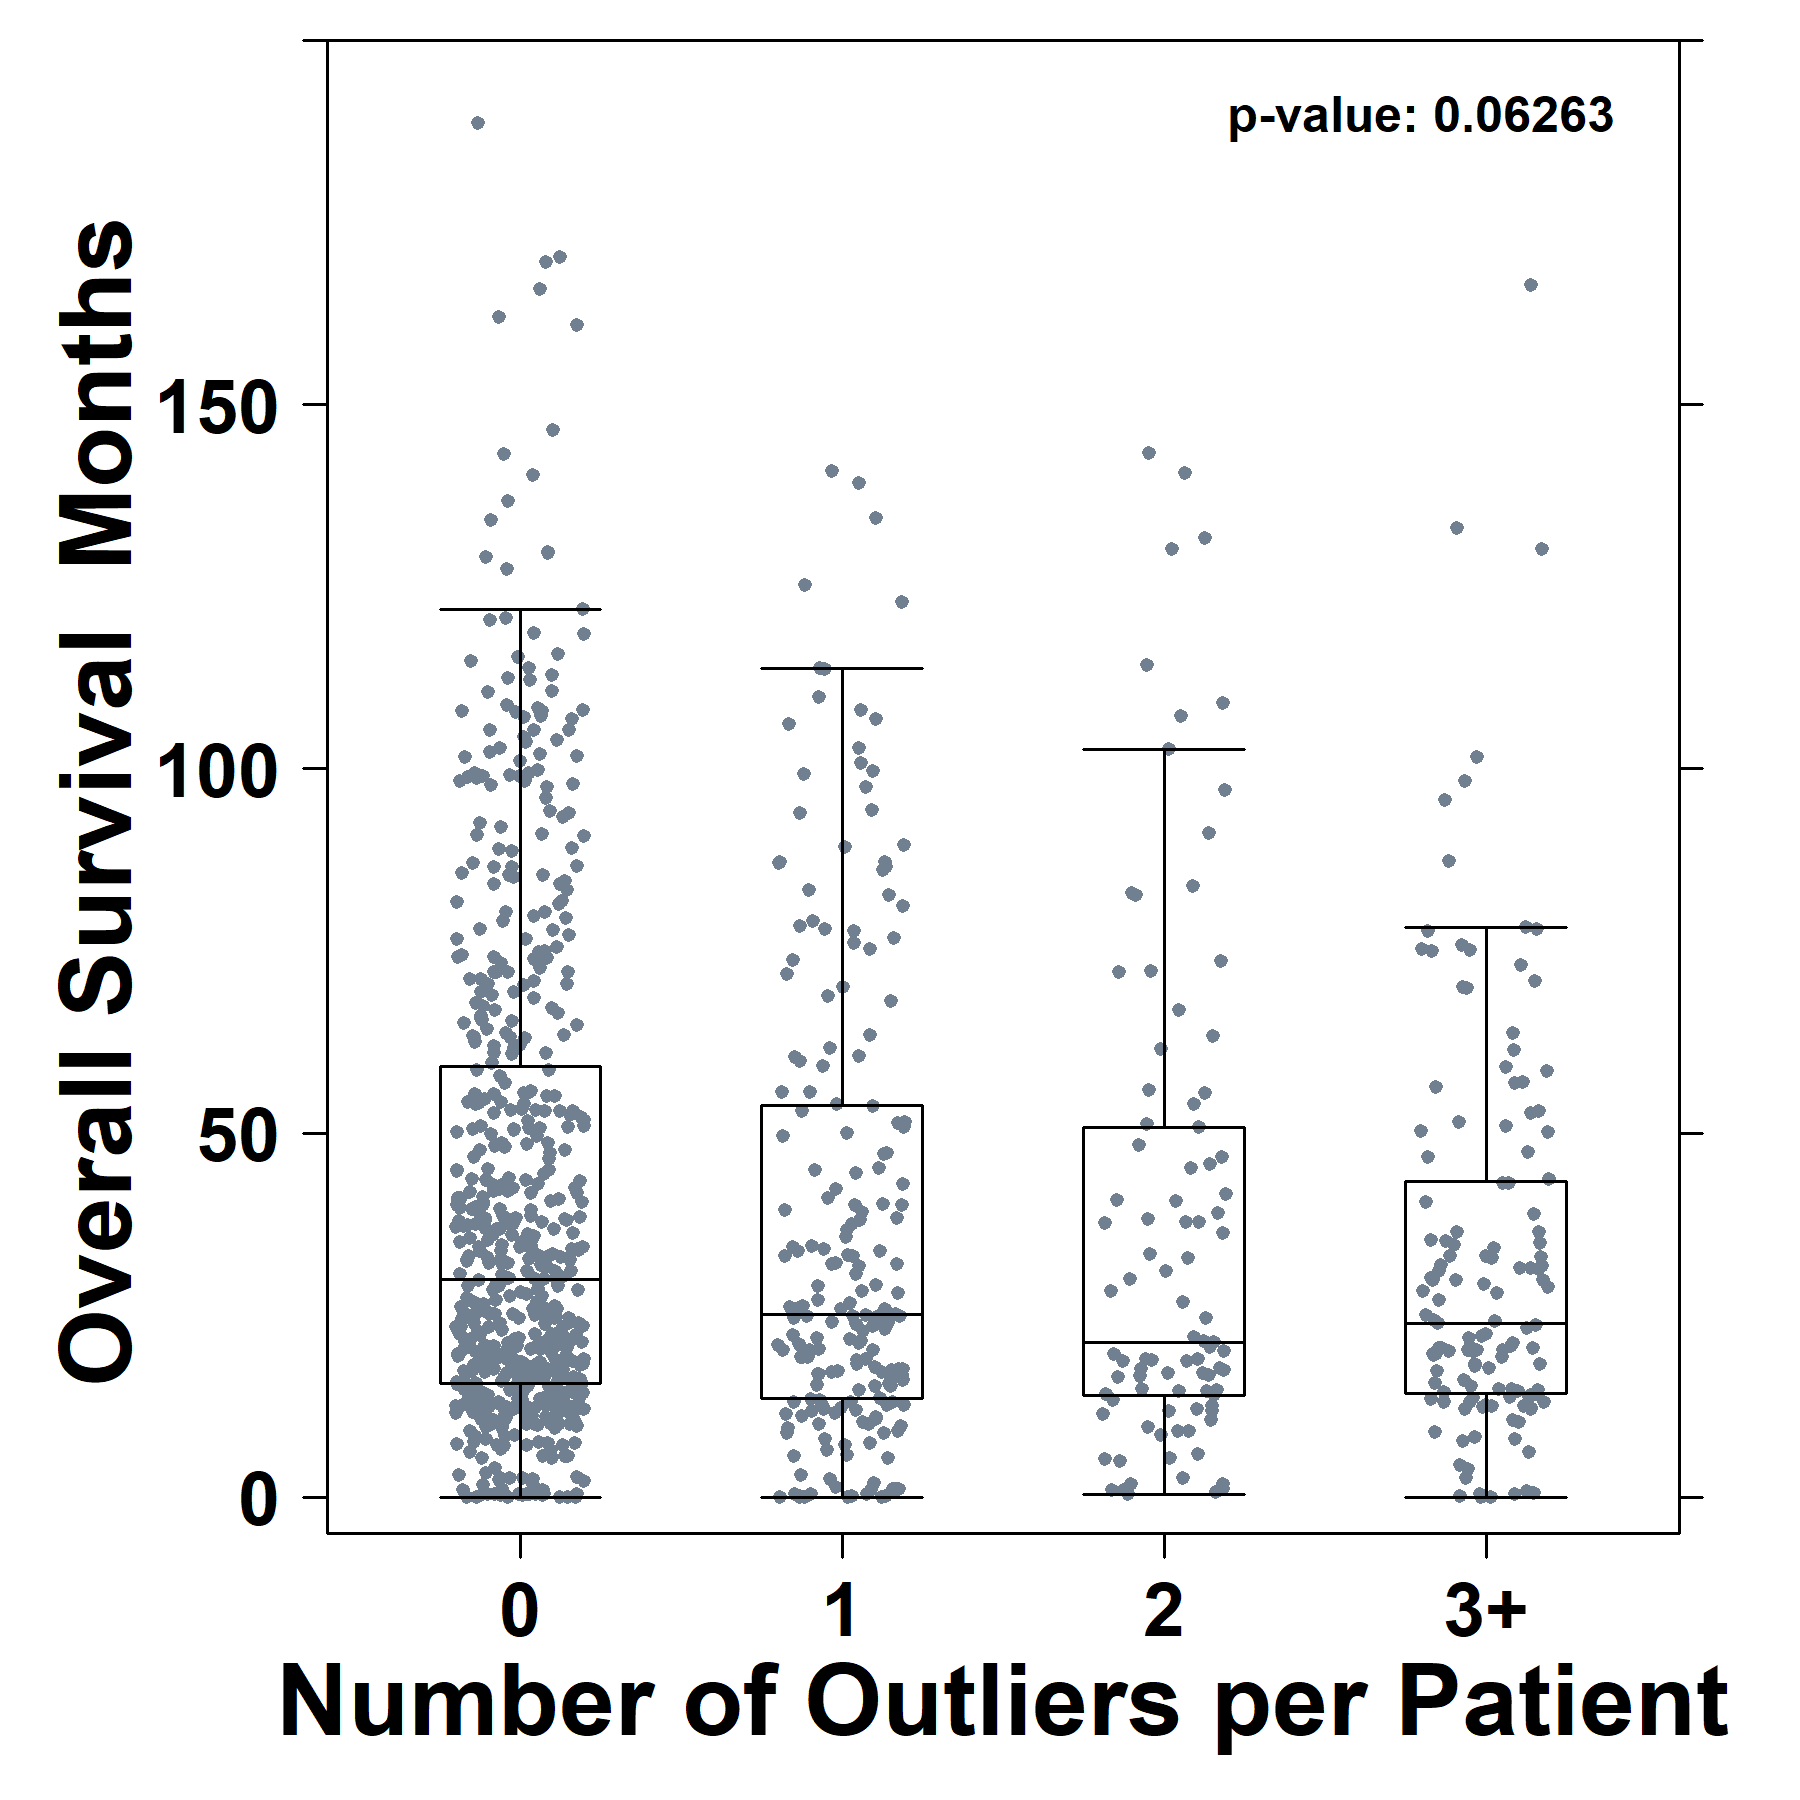 p-value: 0.06263
Overall Survival Months
150
100
50
0
0 1 2 3+
Number of Outliers per Patient